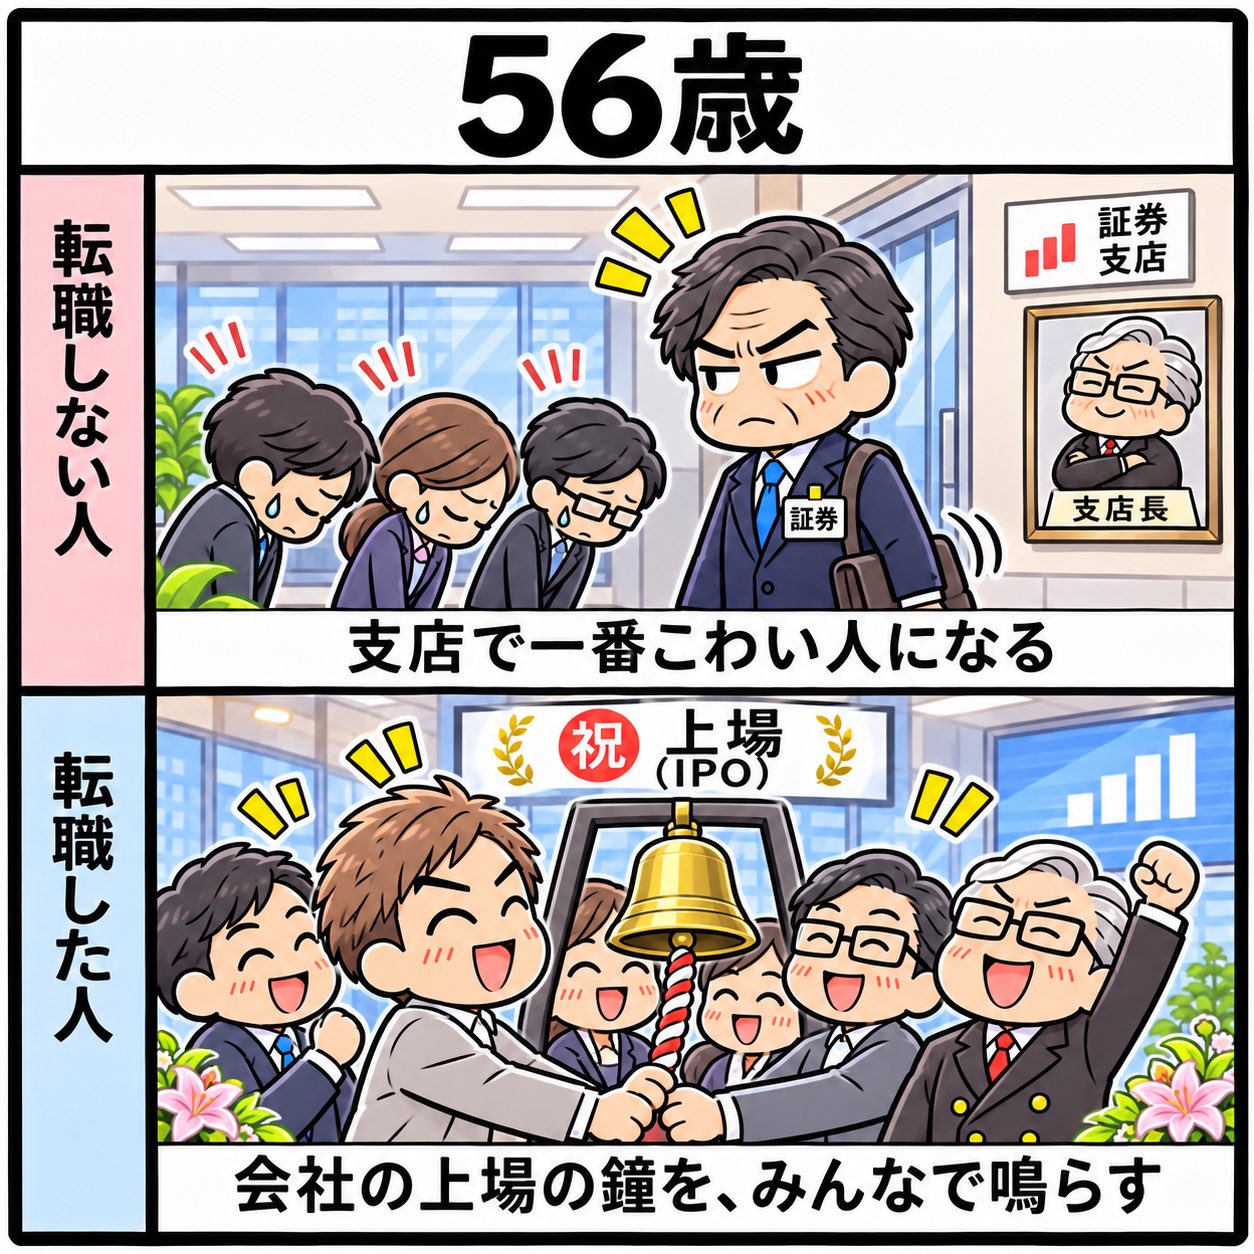 56歳
転職しない人
証券
支店
証券
支店長
支店で一番こわい人になる
転職した人
祝 上場
(IPO)
会社の上場の鐘を、みんなで鳴らす